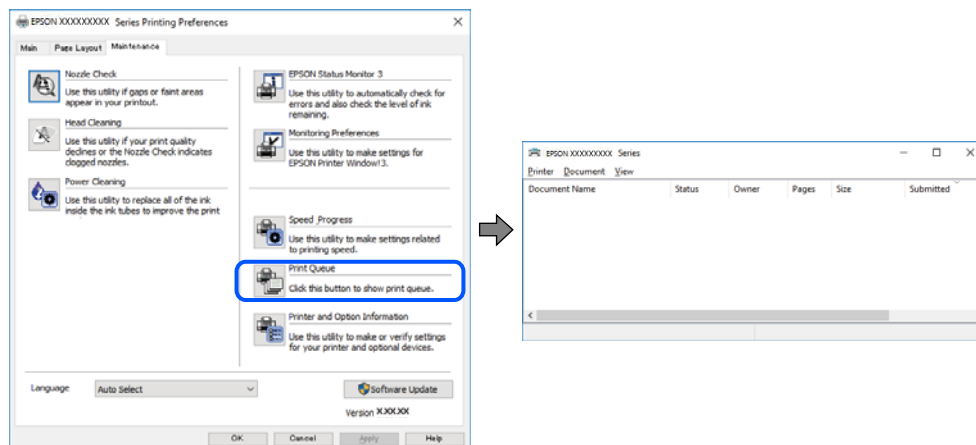 EPSON XXXXXXXXX Series Printing Preferences
Main Page Layout Maintenance
Nozzle Check
Use this utility if gaps or faint areas
appear in your printout.
Head Cleaning
Use this utility if your print quality
declines or the Nozzle Check indicates
clogged nozzles.
Power Cleaning
Use this utility to replace all of the ink
inside the ink tubes to improve the print
EPSON Status Monitor 3
Use this utility to automatically check for
errors and also check the level of ink
remaining.
Monitoring Preferences
Use this utility to make settings for
EPSON Printer Window!3.
Speed_Progress
Use this utility to make settings related
to printing speed.
Print Queue
Click this button to show print queue.
Printer and Option Information
Use this utility to make or verify settings
for your printer and optional devices.
Language Auto Select
Software Update
Version X.XX.XX
OK Cancel Apply Help
EPSON XXXXXXXXX Series
Printer Document View
Document Name Status Owner Pages Size Submitted